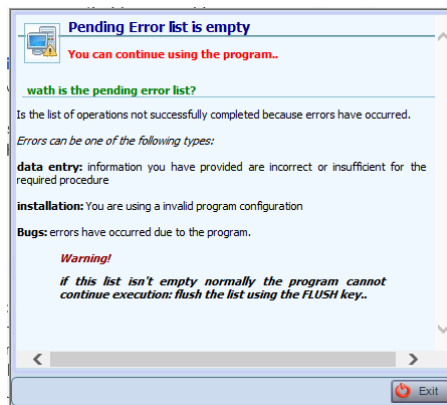 Pending Error list is empty
You can continue using the program..
wath is the pending error list?
Is the list of operations not successfully completed because errors have occurred.
Errors can be one of the following types:
data entry: information you have provided are incorrect or insufficient for the
required procedure
installation: You are using a invalid program configuration
Bugs: errors have occurred due to the program.
Warning!
if this list isn't empty normally the program cannot
continue execution: flush the list using the FLUSH key..
Exit